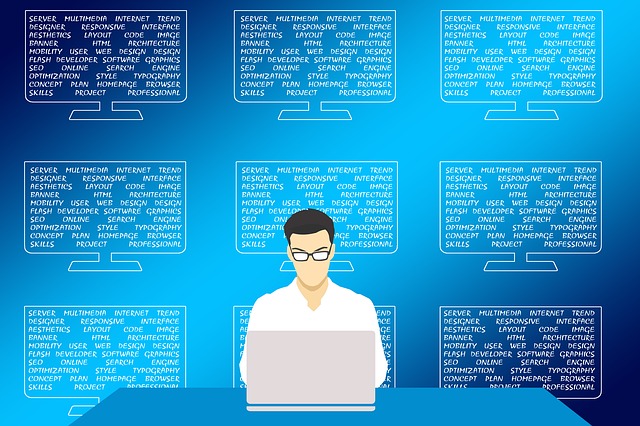 SERVER MULTIMEDIA INTERNET TREND
DESIGNER RESPONSIVE INTERFACE
AESTHETICS LAYOUT CODE IMAGE
BANNER HTML ARCHITECTURE
MOBILITY USER WEB DESIGN DESIGN
FLASH DEVELOPER SOFTWARE GRAPHICS
SEO ONLINE SEARCH ENGINE
OPTIMIZATION STYLE TYPOGRAPHY
CONCEPT PLAN HOMEPAGE BROWSER
SKILLS PROJECT PROFESSIONAL
SERVER MULTIMEDIA INTERNET TREND
DESIGNER RESPONSIVE INTERFACE
AESTHETICS LAYOUT CODE IMAGE
BANNER HTML ARCHITECTURE
MOBILITY USER WEB DESIGN DESIGN
FLASH DEVELOPER SOFTWARE GRAPHICS
SEO ONLINE SEARCH ENGINE
OPTIMIZATION STYLE TYPOGRAPHY
CONCEPT PLAN HOMEPAGE BROWSER
SKILLS PROJECT PROFESSIONAL
SERVER MULTIMEDIA INTERNET TREND
DESIGNER RESPONSIVE INTERFACE
AESTHETICS LAYOUT CODE IMAGE
BANNER HTML ARCHITECTURE
MOBILITY USER WEB DESIGN DESIGN
FLASH DEVELOPER SOFTWARE GRAPHICS
SEO ONLINE SEARCH ENGINE
OPTIMIZATION STYLE TYPOGRAPHY
CONCEPT PLAN HOMEPAGE BROWSER
SKILLS PROJECT PROFESSIONAL
SERVER MULTIMEDIA INTERNET TREND
DESIGNER RESPONSIVE INTERFACE
AESTHETICS LAYOUT CODE IMAGE
BANNER HTML ARCHITECTURE
MOBILITY USER WEB DESIGN DESIGN
FLASH DEVELOPER SOFTWARE GRAPHICS
SEO ONLINE SEARCH ENGINE
OPTIMIZATION STYLE TYPOGRAPHY
CONCEPT PLAN HOMEPAGE BROWSER
SKILLS PROJECT PROFESSIONAL
SERVER MULTIMEDIA INTERNET TREND
DESIGNER RESPONSIVE INTERFACE
AESTHETICS LAYOUT CODE IMAGE
BANNER HTML ARCHITECTURE
MOBILITY USER WEB DESIGN DESIGN
FLASH GRAPHICS
SEO ENGINE
TYPOGRAPHY
CONCEPT BROWSER
SKILLS PROFESSIONAL
SERVER MULTIMEDIA INTERNET TREND
DESIGNER RESPONSIVE INTERFACE
AESTHETICS LAYOUT CODE IMAGE
BANNER HTML ARCHITECTURE
MOBILITY USER WEB DESIGN DESIGN
FLASH DEVELOPER SOFTWARE GRAPHICS
SEO ONLINE SEARCH ENGINE
OPTIMIZATION STYLE TYPOGRAPHY
CONCEPT PLAN HOMEPAGE BROWSER
SKILLS PROJECT PROFESSIONAL
SERVER MULTIMEDIA INTERNET TREND
DESIGNER RESPONSIVE INTERFACE
AESTHETICS LAYOUT CODE IMAGE
BANNER HTML ARCHITECTURE
MOBILITY USER WEB DESIGN DESIGN
FLASH DEVELOPER SOFTWARE GRAPHICS
SEO ONLINE SEARCH ENGINE
OPTIMIZATION STYLE TYPOGRAPHY
CONCEPT PLAN HOMEPAGE BROWSER
SKILLS PROJECT PROFESSIONAL
SERVER MULTIMEDIA INTERNET TREND
DESIGNER RESPONSIVE INTERFACE
AESTHETICS LAYOUT CODE IMAGE
BANNER HTML ARCHITECTURE
MOBILITY USER WEB DESIGN DESIGN
FLASH DEVELOPER SOFTWARE GRAPHICS
SEO ONLINE SEARCH ENGINE
OPTIMIZATION STYLE TYPOGRAPHY
CONCEPT PLAN HOMEPAGE BROWSER
SKILLS PROJECT PROFESSIONAL